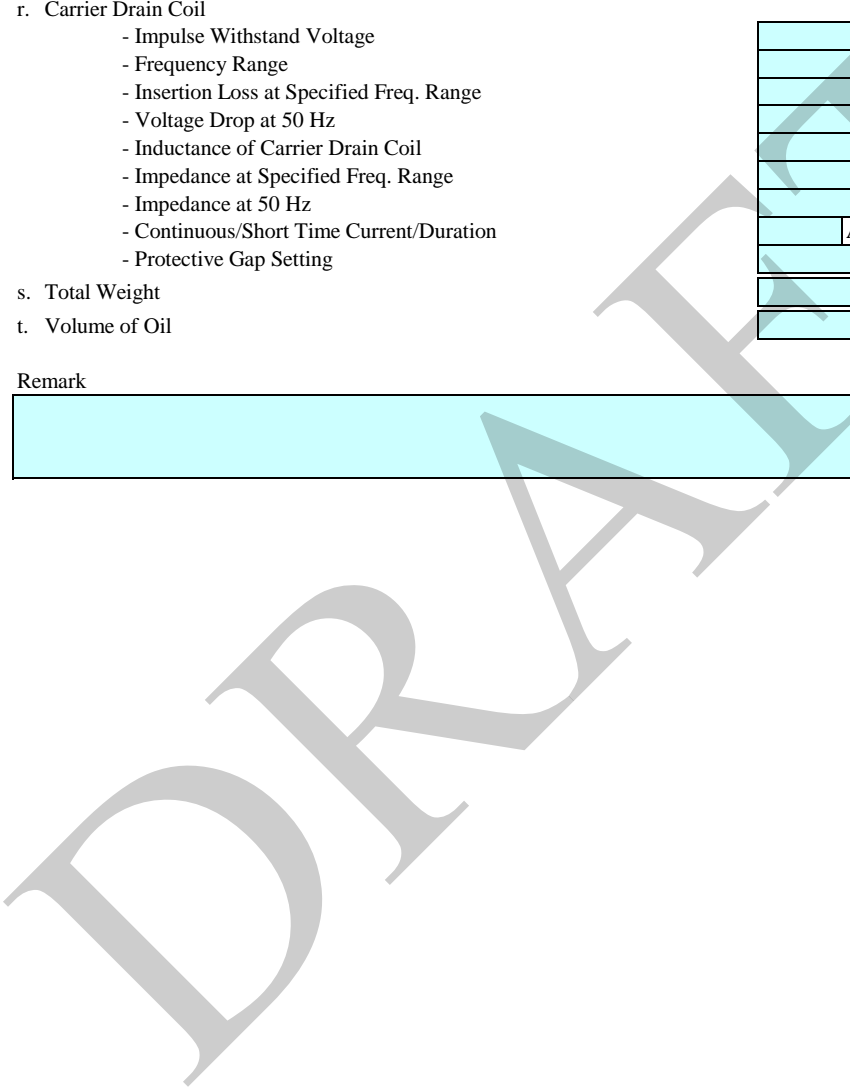 r. Carrier Drain Coil
- Impulse Withstand Voltage
- Frequency Range
- Insertion Loss at Specified Freq. Range
- Voltage Drop at 50 Hz
- Inductance of Carrier Drain Coil
- Impedance at Specified Freq. Range
- Impedance at 50 Hz
- Continuous/Short Time Current/Duration
- Protective Gap Setting
s. Total Weight
t. Volume of Oil
Remark